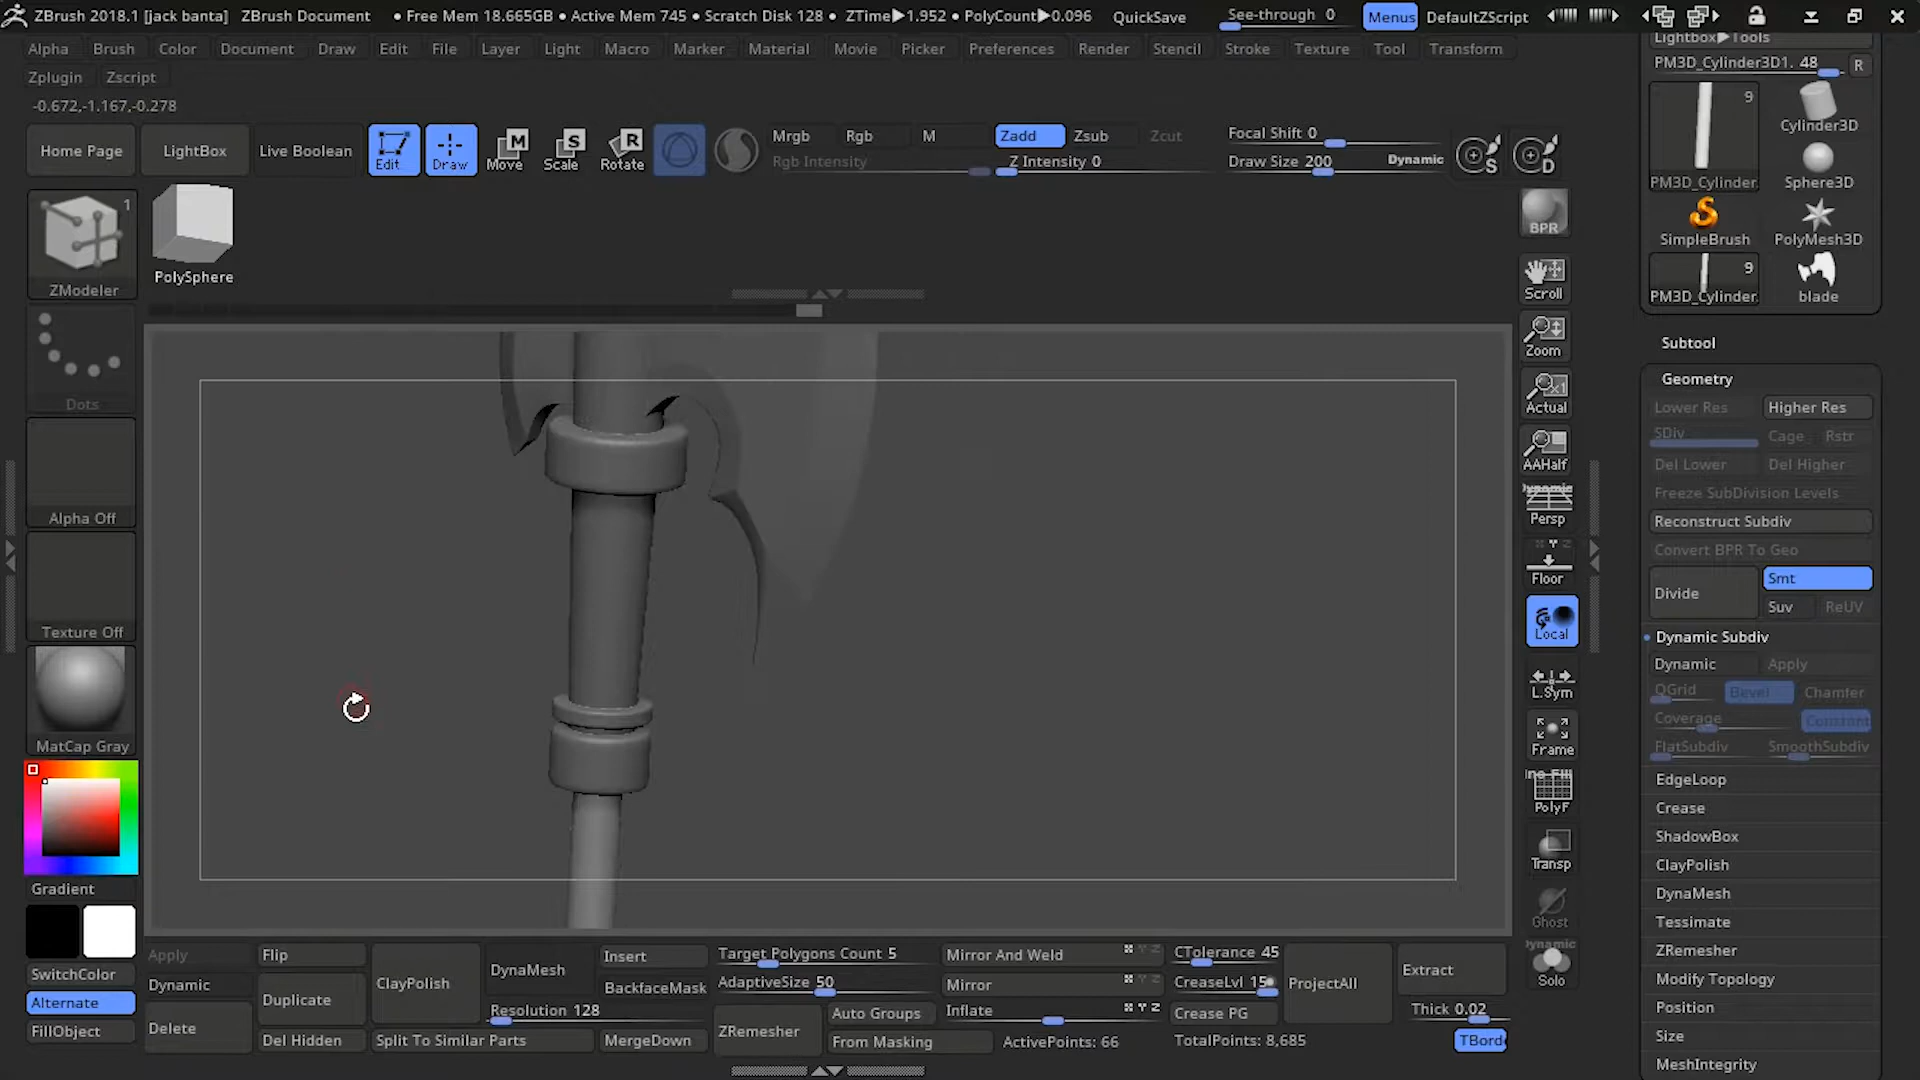 ZBrush 2018.1 [jack banta] ZBrush Document • Free Mem 18.665GB • Active Mem 745 • Scratch Disk 128 • ZTime▶1.952 • PolyCount▶0.096 QuickSave See-through 0 Menus DefaultZScript
Alpha Brush Color Document Draw Edit File Layer Light Macro Marker Material Movie Picker Preferences Render Stencil Stroke Texture Tool Transform
Zplugin Zscript
-0.672,-1.167,-0.278
Home Page LightBox Live Boolean Edit Draw Move Scale Rotate
Mrgb Rgb M Zadd Zsub Zcut Focal Shift 0
Rgb Intensity Z Intensity 0 Draw Size 200 Dynamic
S D
M S R
1
ZModeler
PolySphere
Dots
Alpha Off
Texture Off
MatCap Gray
Gradient
SwitchColor
Alternate
FillObject
BPR
Scroll
Zoom
Actual
AAHalf
Dynamic
Persp
Floor
Local
L.Sym
Frame
PolyF
Transp
Ghost
Dynamic
Solo
Lightbox▶Tools
PM3D_Cylinder3D1. 48 R
9
Cylinder3D
PM3D_Cylinder
Sphere3D
SimpleBrush PolyMesh3D
9
PM3D_Cylinder blade
Subtool
Geometry
Lower Res Higher Res
SDiv Cage Rstr
Del Lower Del Higher
Freeze SubDivision Levels
Reconstruct Subdiv
Convert BPR To Geo
Divide Smt
Suv ReUV
Dynamic Subdiv
Dynamic Apply
QGrid Bevel Chamfer
Coverage Constant
FlatSubdiv SmoothSubdiv
EdgeLoop
Crease
ShadowBox
ClayPolish
DynaMesh
Tessimate
ZRemesher
Modify Topology
Position
Size
MeshIntegrity
Apply Flip ClayPolish DynaMesh Insert Target Polygons Count 5 Mirror And Weld CTolerance 45 ProjectAll Extract
Dynamic Duplicate BackfaceMask AdaptiveSize 50 Mirror CreaseLvl 15
Resolution 128 Auto Groups Inflate Crease PG Thick 0.02
Delete Del Hidden Split To Similar Parts MergeDown ZRemesher From Masking ActivePoints: 66 TotalPoints: 8,685 TBord